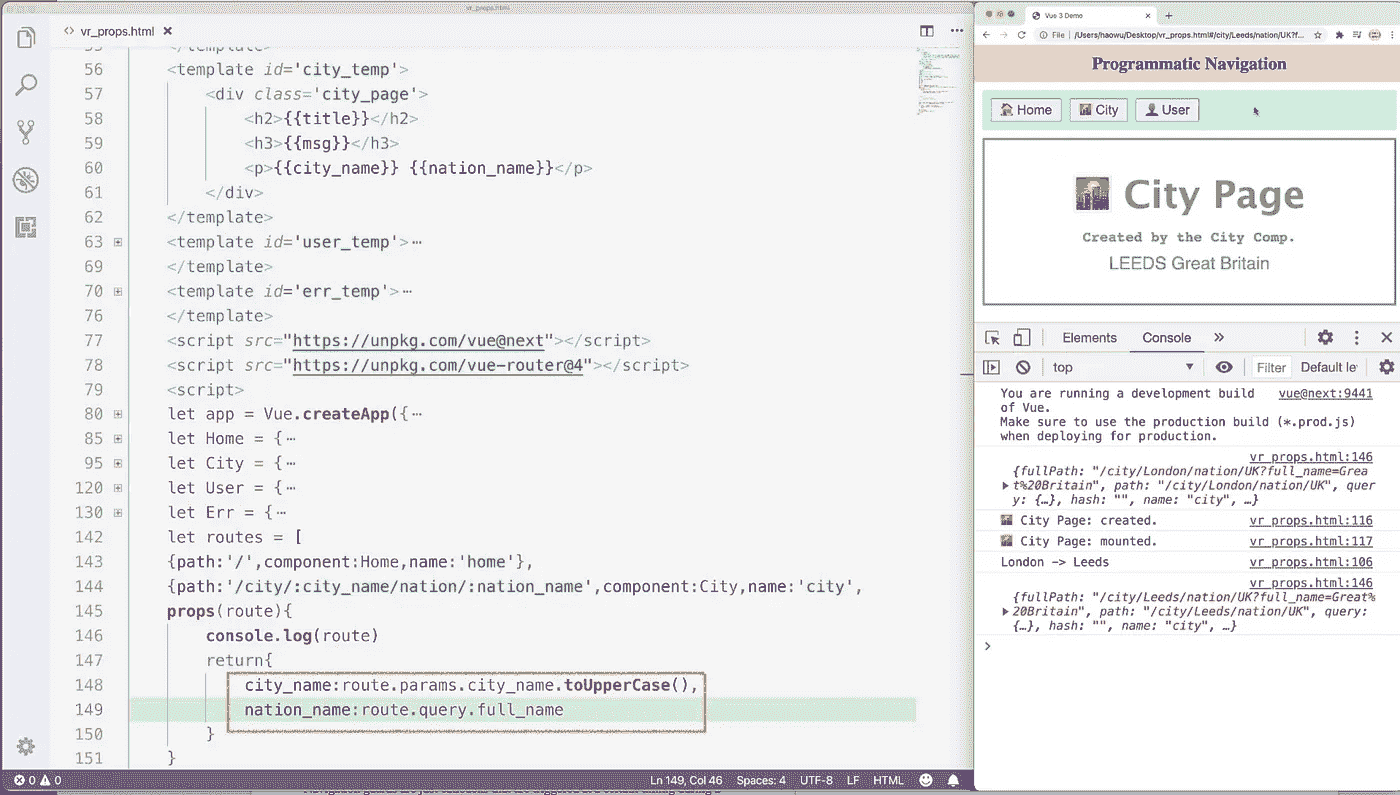 vr_props.html
vr_props.html
56 <template id='city_temp'>
57 <div class='city_page'>
58 <h2>{{title}}</h2>
59 <h3>{{msg}}</h3>
60 <p>{{city_name}} {{nation_name}}</p>
61 </div>
62 </template>
63 <template id='user_temp'>…
69 </template>
70 <template id='err_temp'>…
76 </template>
77 <script src="https://unpkg.com/vue@next"></script>
78 <script src="https://unpkg.com/vue-router@4"></script>
79 <script>
80 let app = Vue.createApp({…
85 let Home = {…
95 let City = {…
120 let User = {…
130 let Err = {…
142 let routes = [
143 {path:'/',component:Home,name:'home'},
144 {path:'/city/:city_name/nation/:nation_name',component:City,name:'city',
145 props(route){
146 console.log(route)
147 return{
148 city_name:route.params.city_name.toUpperCase(),
149 nation_name:route.query.full_name
150 }
151 }
0 0 Ln 149, Col 46 Spaces: 4 UTF-8 LF HTML
Vue 3 Demo
File | /Users/haowu/Desktop/vr_props.html#/city/Leeds/nation/UK?f...
Programmatic Navigation
Home City User
City Page
Created by the City Comp.
LEEDS Great Britain
Elements Console »
top Filter Default le
You are running a development build vue@next:9441
of Vue.
Make sure to use the production build (*.prod.js)
when deploying for production.
vr_props.html:146
{fullPath: "/city/London/nation/UK?full_name=Grea
t%20Britain", path: "/city/London/nation/UK", quer
y: {…}, hash: "", name: "city", …}
City Page: created. vr_props.html:116
City Page: mounted. vr_props.html:117
London -> Leeds vr_props.html:106
vr_props.html:146
{fullPath: "/city/Leeds/nation/UK?full_name=Great%
20Britain", path: "/city/Leeds/nation/UK", query:
{…}, hash: "", name: "city", …}